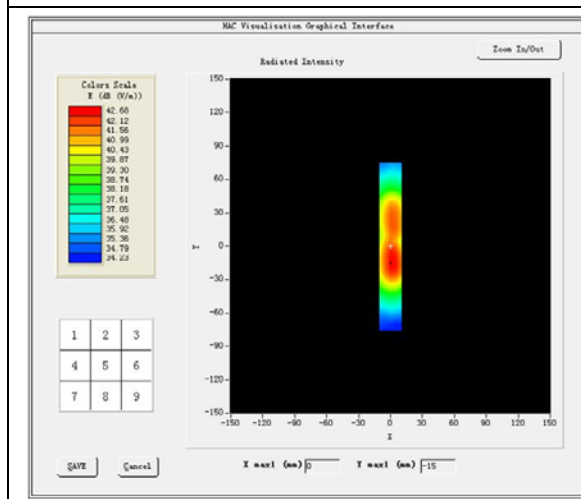 HAC Visualisation Graphical Interface
Zoom In/Out
Radiated Intensity
Colors Scale
E (dB (V/m))
42.68
42.12
41.56
40.99
40.43
39.87
39.30
38.74
38.18
37.61
37.05
36.48
35.92
35.36
34.79
34.23
150
120
90
60
30
0
-30
-60
-90
-120
-150
Y
-150 -120 -90 -60 -30 0 30 60 90 120 150
X
1 2 3
4 5 6
7 8 9
SAVE Cancel
X max1 (mm) 0 Y max1 (mm) -15